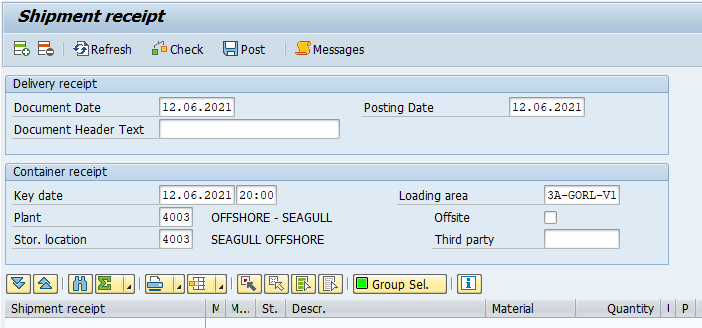 Shipment receipt
Refresh Check Post Messages
Delivery receipt
Document Date 12.06.2021 Posting Date 12.06.2021
Document Header Text
Container receipt
Key date 12.06.2021 20:00 Loading area 3A-GORL-V1
Plant 4003 OFFSHORE - SEAGULL Offsite
Stor. location 4003 SEAGULL OFFSHORE Third party
Group Sel.
Shipment receipt M M... St. Descr. Material Quantity P